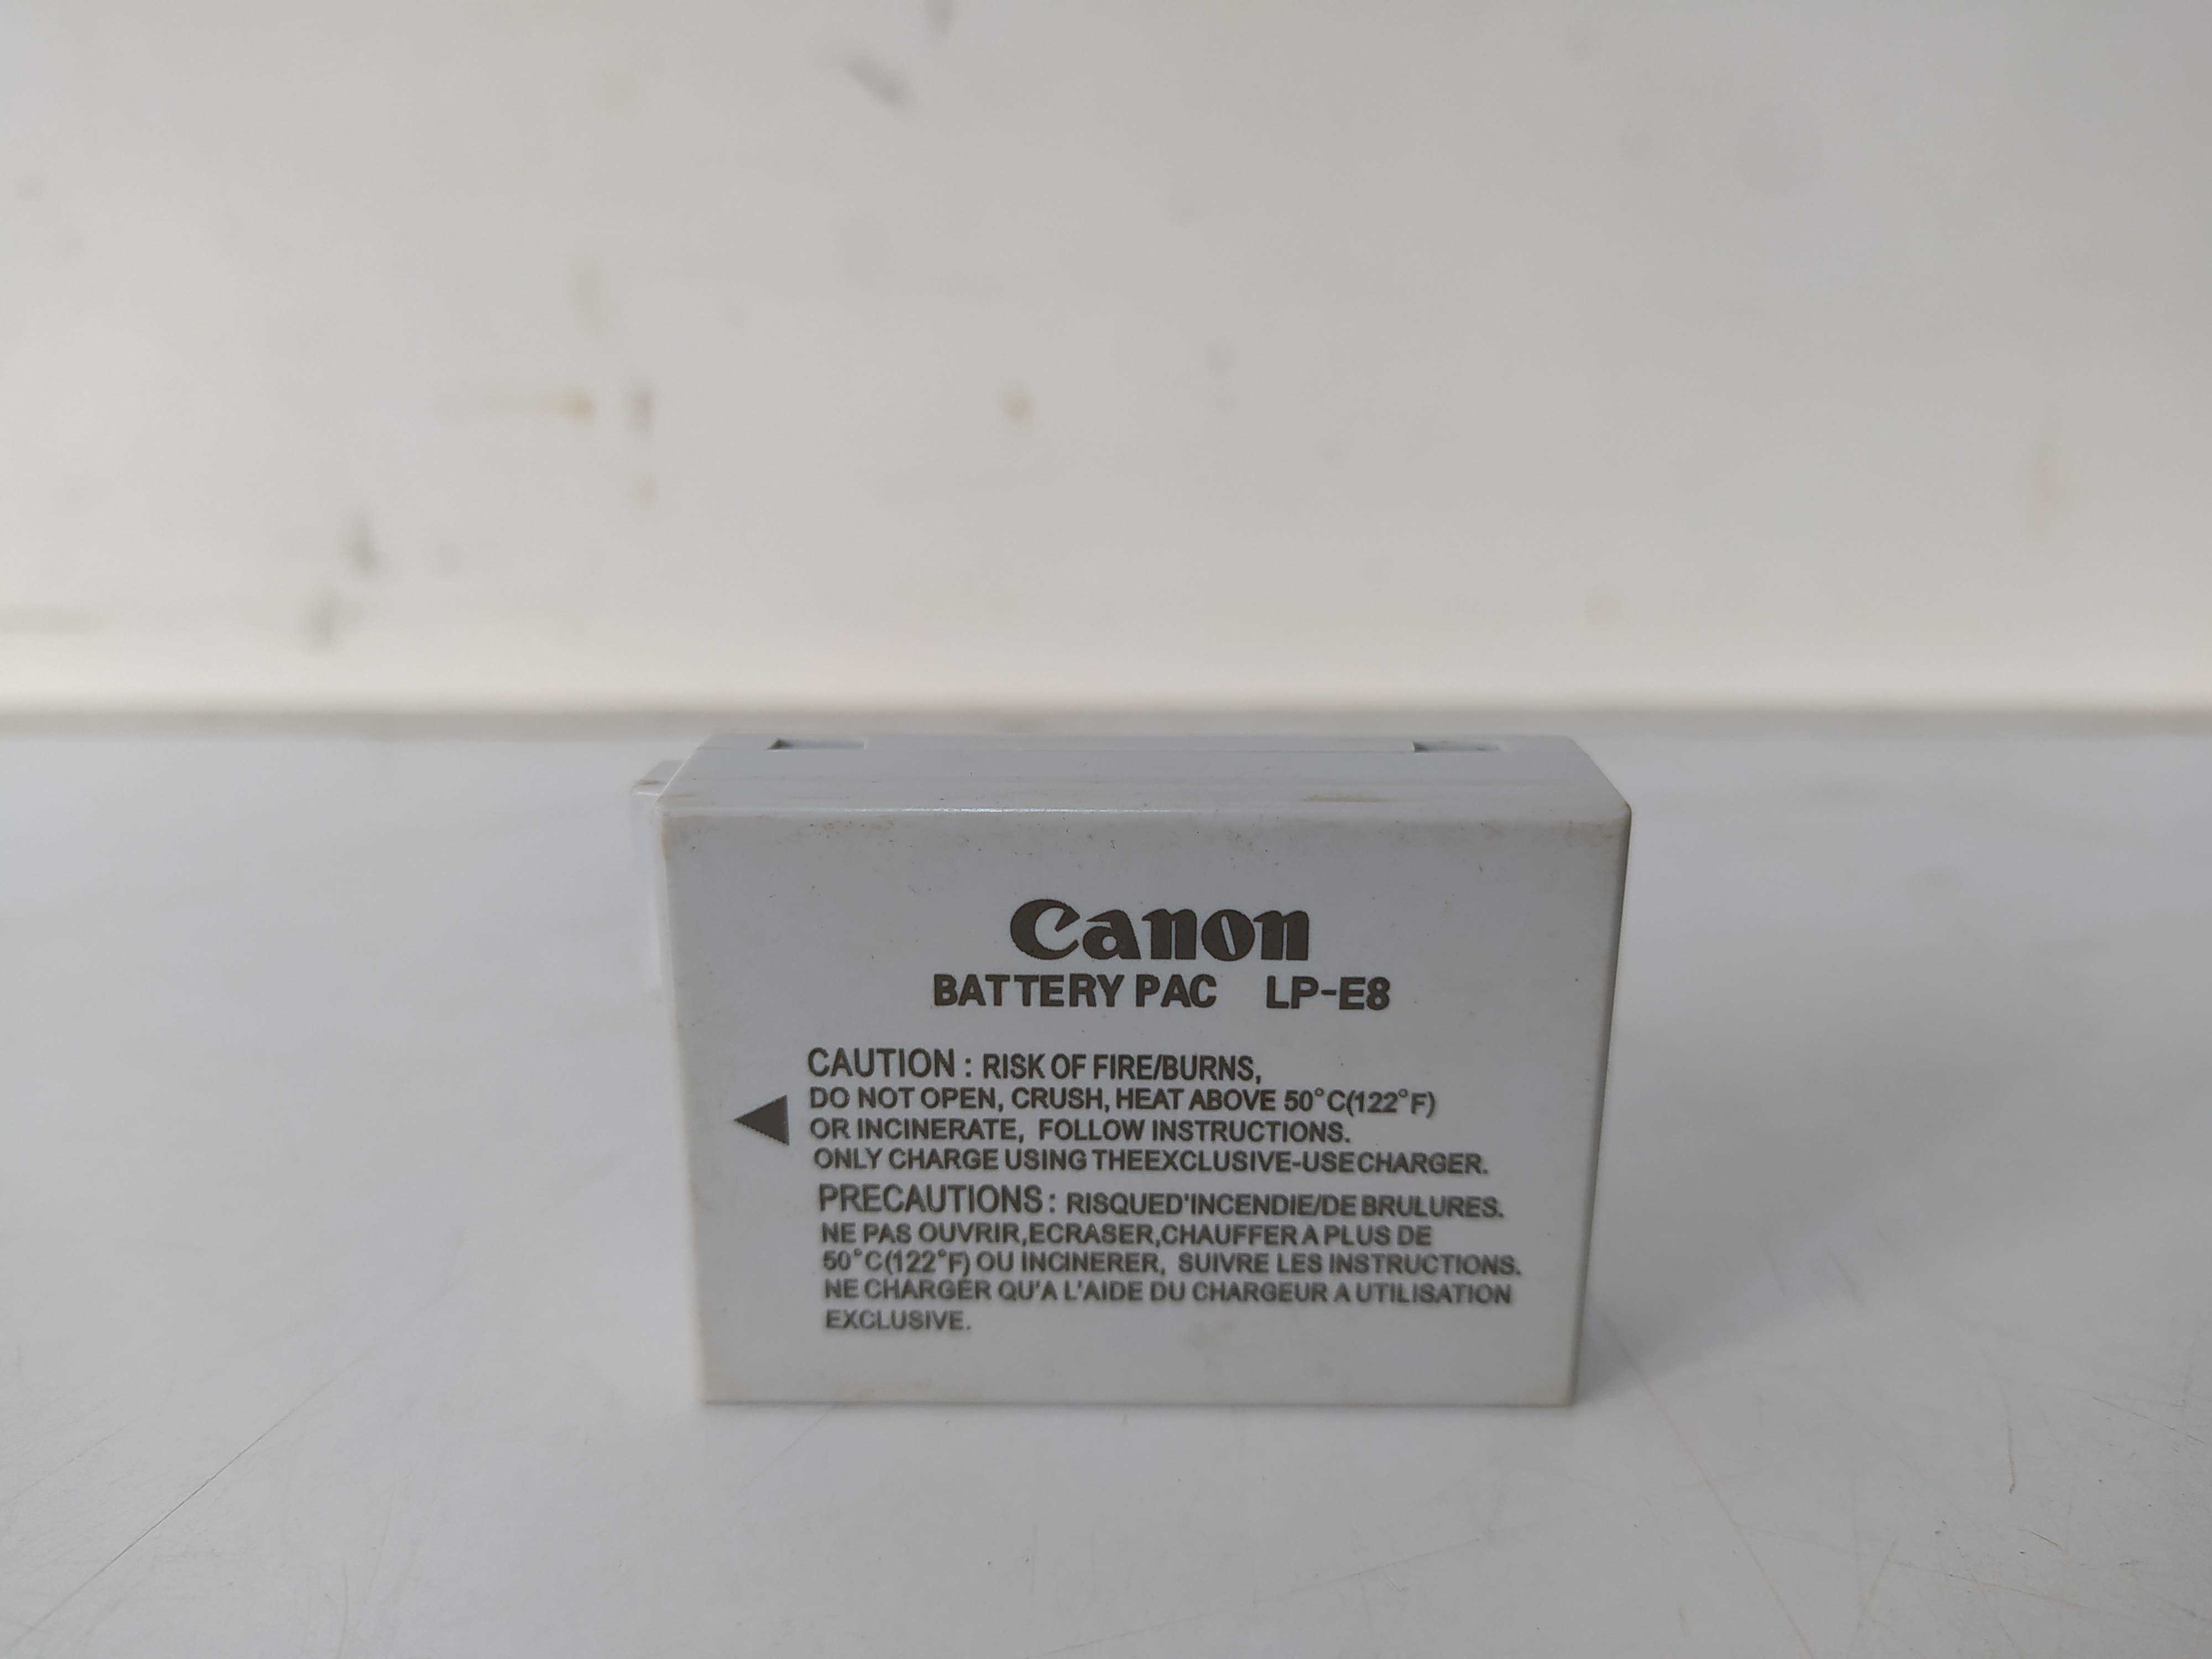 Canon
BATTERY PAC LP-E8
CAUTION : RISK OF FIRE/BURNS,
DO NOT OPEN, CRUSH, HEAT ABOVE 50°C(122°F)
OR INCINERATE, FOLLOW INSTRUCTIONS.
ONLY CHARGE USING THEEXCLUSIVE-USECHARGER.
PRECAUTIONS : RISQUED'INCENDIE/DE BRULURES.
NE PAS OUVRIR,ECRASER,CHAUFFER A PLUS DE
50°C(122°F) OU INCINERER, SUIVRE LES INSTRUCTIONS.
NE CHARGER QU'A L'AIDE DU CHARGEUR A UTILISATION
EXCLUSIVE.